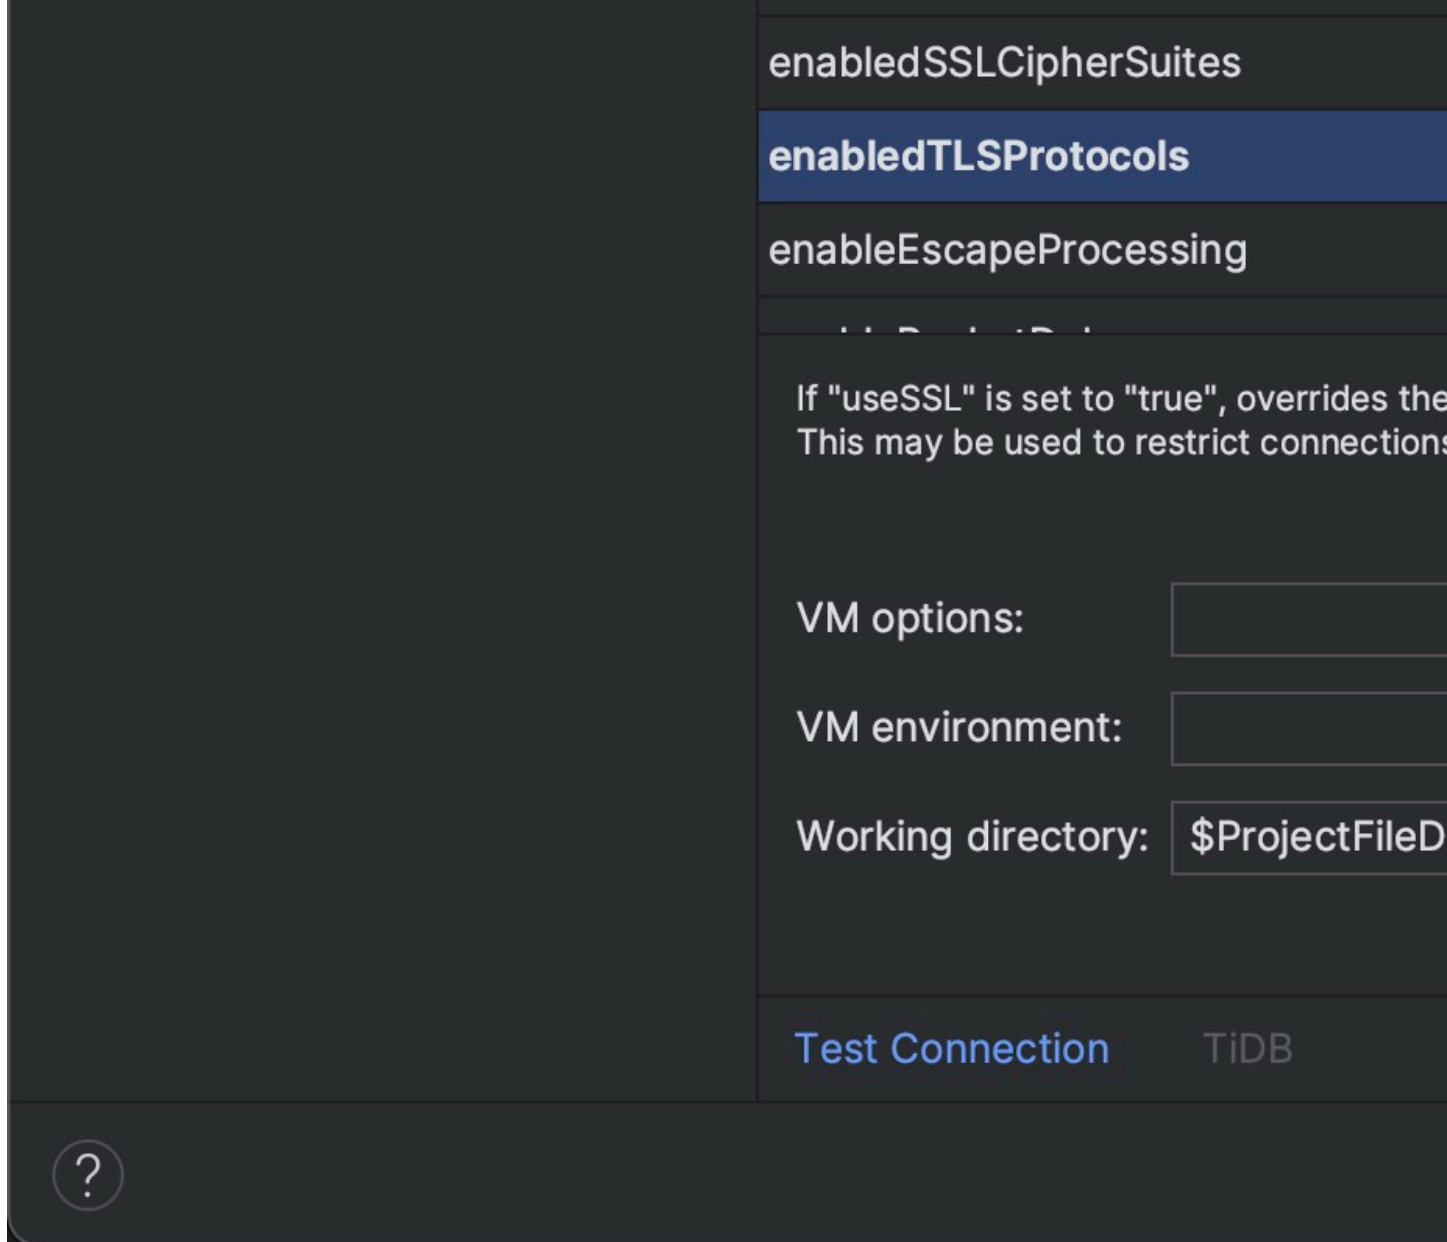 enabledSSLCipherSuites
enabledTLSProtocols
enableEscapeProcessing
If "useSSL" is set to "true", overrides the
This may be used to restrict connections
VM options:
VM environment:
Working directory: $ProjectFileD
Test Connection TiDB
?